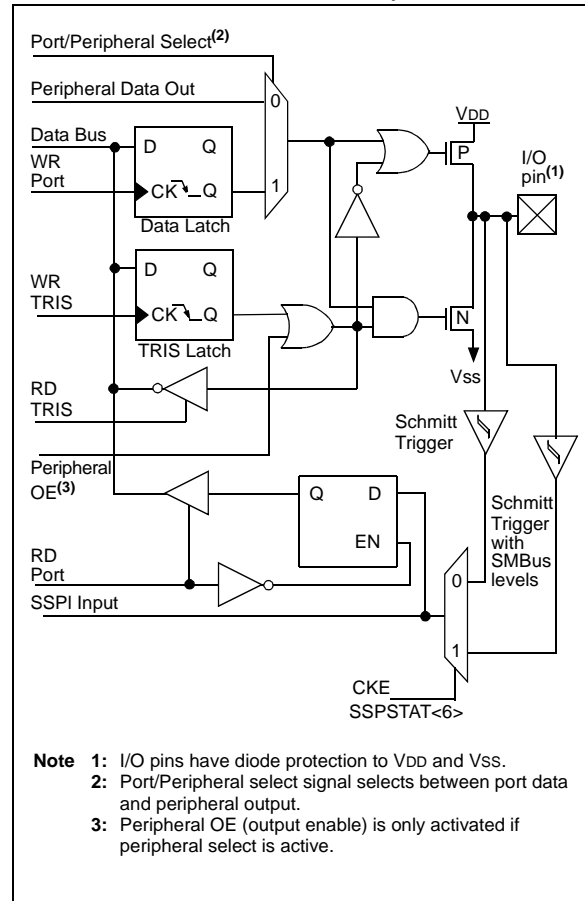 Port/Peripheral Select(2)
Peripheral Data Out
0
VDD
Data Bus
D Q
P
I/O
pin(1)
WR
Port
CK Q
1
Data Latch
D Q
WR
TRIS
CK Q
N
TRIS Latch
Vss
RD
TRIS
Schmitt
Trigger
Peripheral
OE(3)
Q D
EN
Schmitt
Trigger
with
SMBus
levels
RD
Port
0
SSPI Input
1
CKE
SSPSTAT<6>
Note 1: I/O pins have diode protection to VDD and VSS.
2: Port/Peripheral select signal selects between port data
and peripheral output.
3: Peripheral OE (output enable) is only activated if
peripheral select is active.